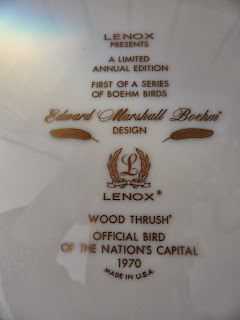 LENOX
PRESENTS
A LIMITED
ANNUAL EDITION
FIRST OF A SERIES
OF BOEHM BIRDS
Edward Marshall Boehm*
DESIGN
L
LENOX®
WOOD THRUSH*
OFFICIAL BIRD
OF THE NATION'S CAPITAL
1970
MADE IN U.S.A.